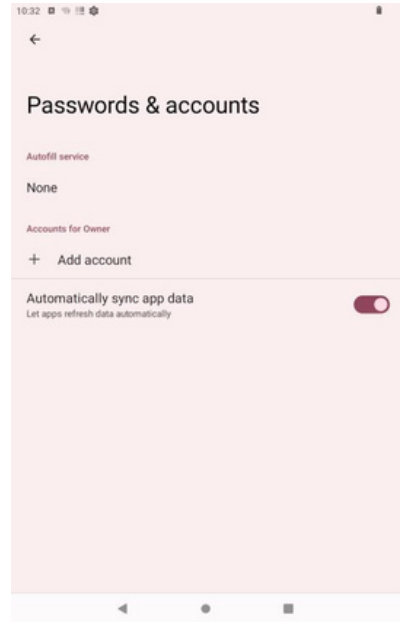 10:32
Passwords & accounts
Autofill service
None
Accounts for Owner
+ Add account
Automatically sync app data
Let apps refresh data automatically